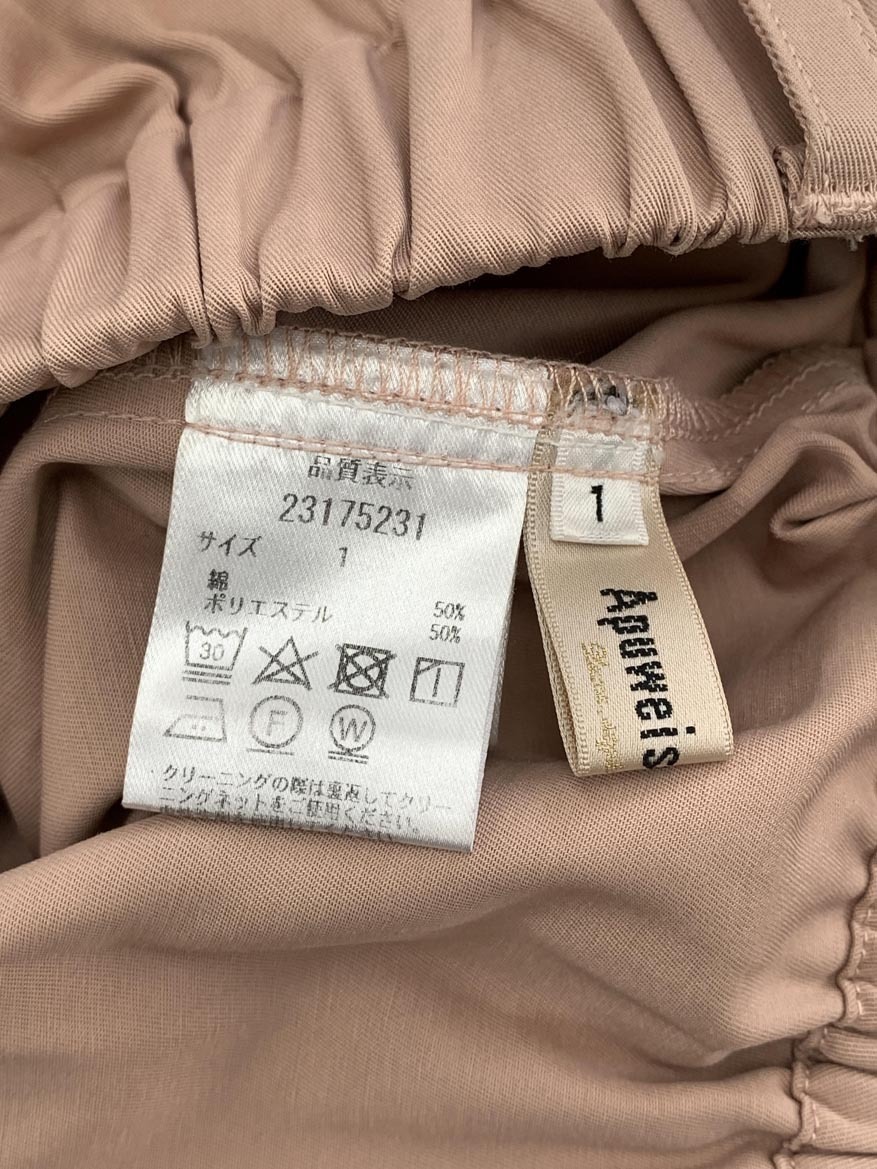 品質表示
23175231
サイズ 1
綿 50%
ポリエステル 50%
30
F
W
クリーニングの際は裏返してクリー
ニングネットをご使用ください。
1
Apuweis